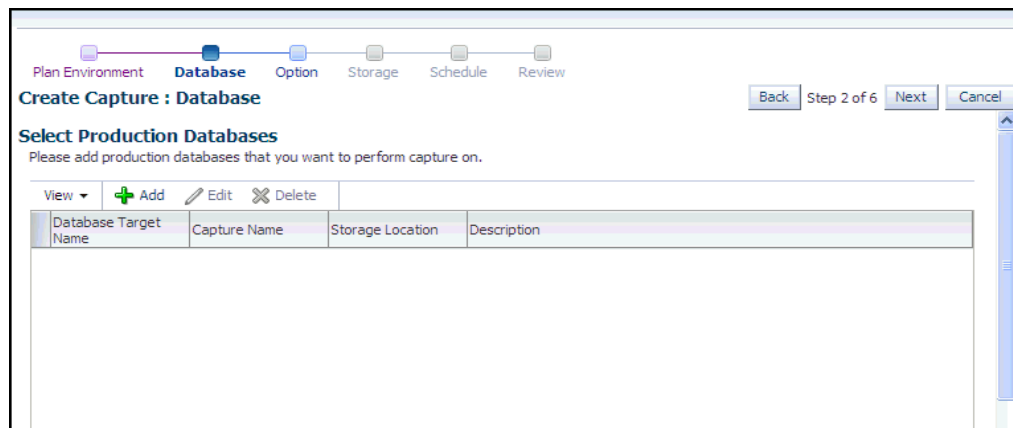 Plan Environment Database Option Storage Schedule Review
Create Capture : Database Back Step 2 of 6 Next Cancel
Select Production Databases
Please add production databases that you want to perform capture on.
View Add Edit Delete
Database Target Name Capture Name Storage Location Description